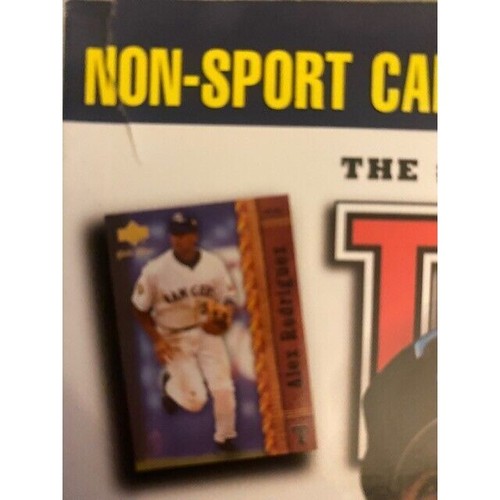 NON-SPORT CA
THE
Alex Rodriguez